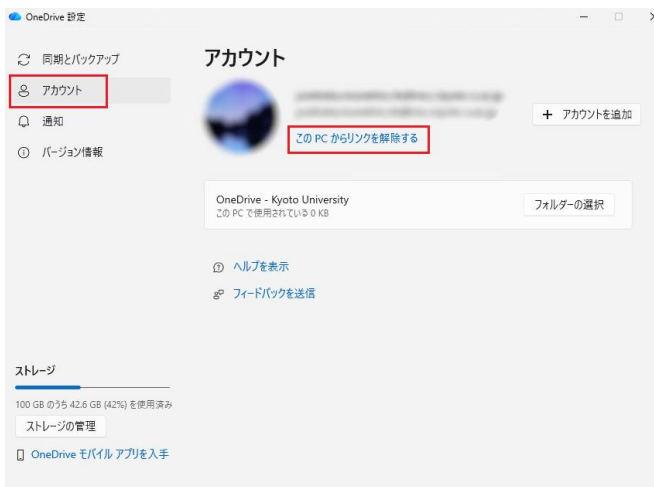 OneDrive 設定
同期とバックアップ
アカウント
通知
バージョン情報
アカウント
この PC からリンクを解除する
アカウントを追加
OneDrive - Kyoto University
この PC で使用されている 0 KB
フォルダーの選択
ヘルプを表示
フィードバックを送信
ストレージ
100 GB のうち 42.6 GB (42%) を使用済み
ストレージの管理
OneDrive モバイル アプリを入手